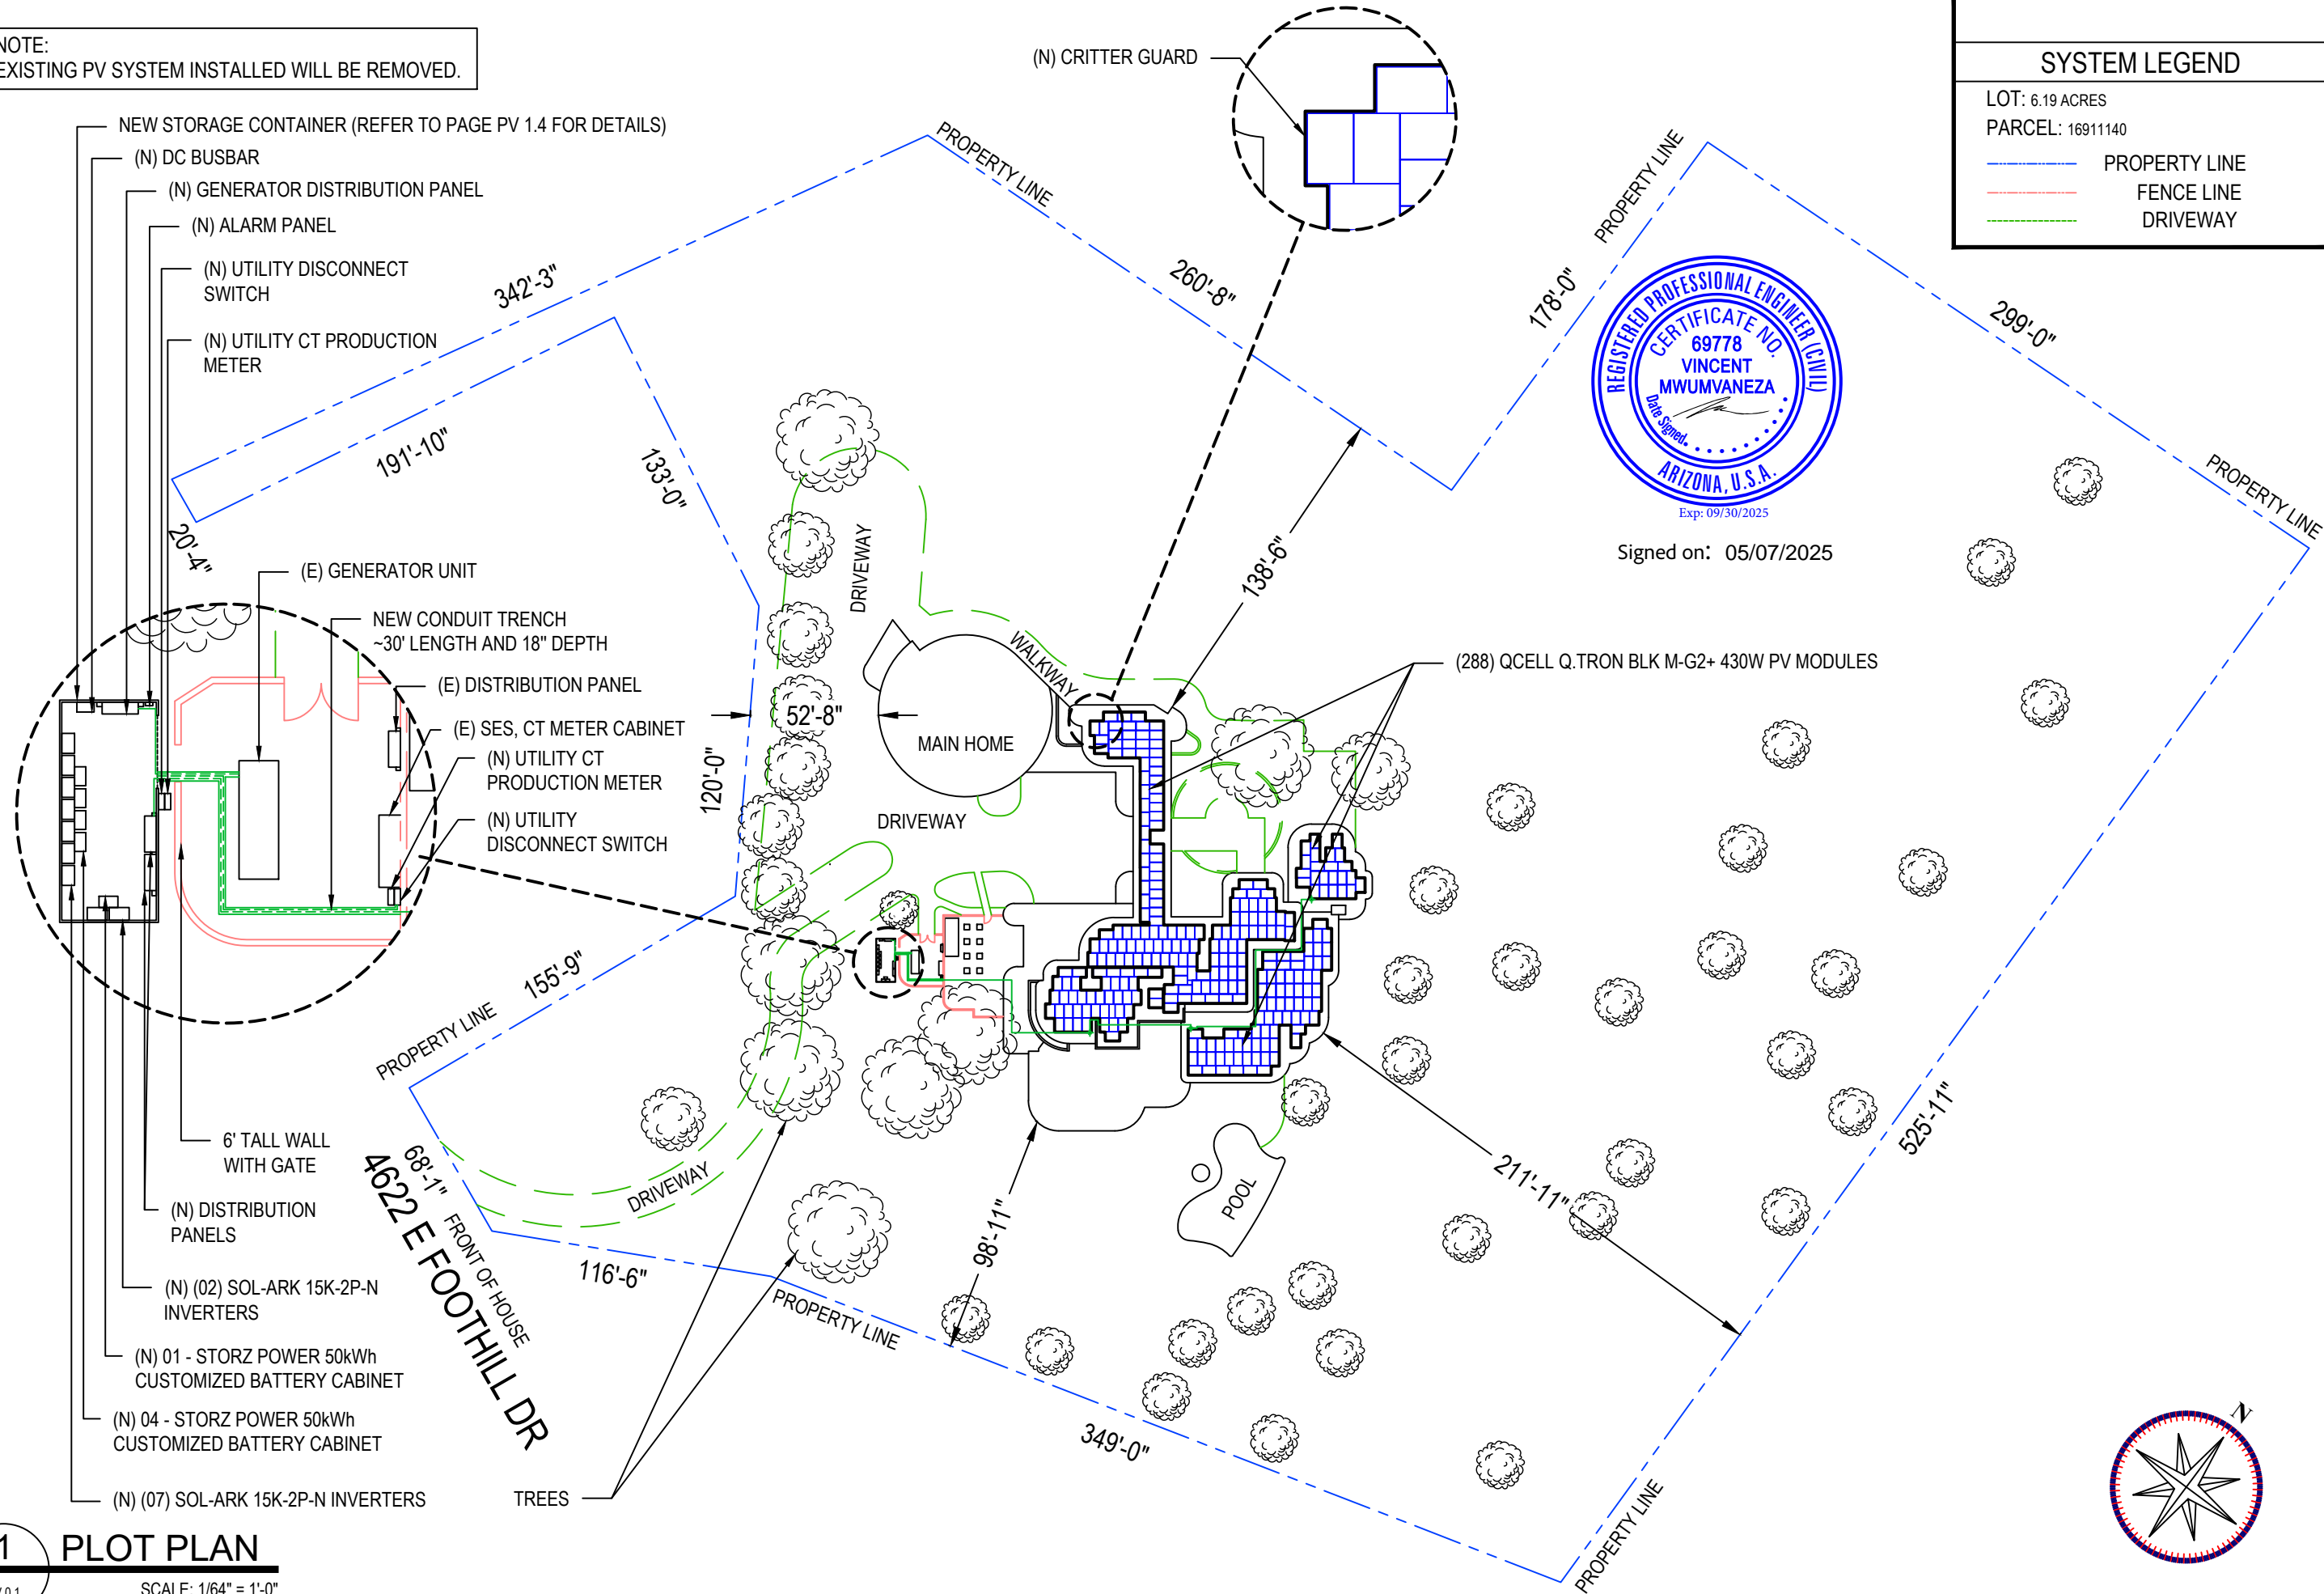 NOTE:
EXISTING PV SYSTEM INSTALLED WILL BE REMOVED.
NEW STORAGE CONTAINER (REFER TO PAGE PV 1.4 FOR DETAILS)
(N) DC BUSBAR
(N) GENERATOR DISTRIBUTION PANEL
(N) ALARM PANEL
(N) UTILITY DISCONNECT
SWITCH
(N) UTILITY CT PRODUCTION
METER
(N) CRITTER GUARD
SYSTEM LEGEND
LOT: 6.19 ACRES
PARCEL: 16911140
PROPERTY LINE
FENCE LINE
DRIVEWAY
PROPERTY LINE
PROPERTY LINE
342'-3"
260'-8"
178'-0"
299'-0"
PROPERTY LINE
191'-10"
133'-0"
20'-4"
REGISTERED PROFESSIONAL ENGINEER (CIVIL)
CERTIFICATE NO.
69778
VINCENT
MWUMVANEZA
Date Signed
ARIZONA, U.S.A.
Exp: 09/30/2025
Signed on: 05/07/2025
138'-6"
DRIVEWAY
WALKWAY
(E) GENERATOR UNIT
NEW CONDUIT TRENCH
~30' LENGTH AND 18" DEPTH
(E) DISTRIBUTION PANEL
(E) SES, CT METER CABINET
(N) UTILITY CT
PRODUCTION METER
(N) UTILITY
DISCONNECT SWITCH
(288) QCELL Q.TRON BLK M-G2+ 430W PV MODULES
52'-8"
MAIN HOME
120'-0"
DRIVEWAY
155'-9"
PROPERTY LINE
6' TALL WALL
WITH GATE
68'-1"
FRONT OF HOUSE
4622 E FOOTHILL DR
DRIVEWAY
(N) DISTRIBUTION
PANELS
(N) (02) SOL-ARK 15K-2P-N
INVERTERS
(N) 01 - STORZ POWER 50kWh
CUSTOMIZED BATTERY CABINET
(N) 04 - STORZ POWER 50kWh
CUSTOMIZED BATTERY CABINET
(N) (07) SOL-ARK 15K-2P-N INVERTERS
TREES
116'-6"
PROPERTY LINE
98'-11"
POOL
211'-11"
525'-11"
349'-0"
PROPERTY LINE
N
1
PLOT PLAN
SCALE: 1/64" = 1'-0"